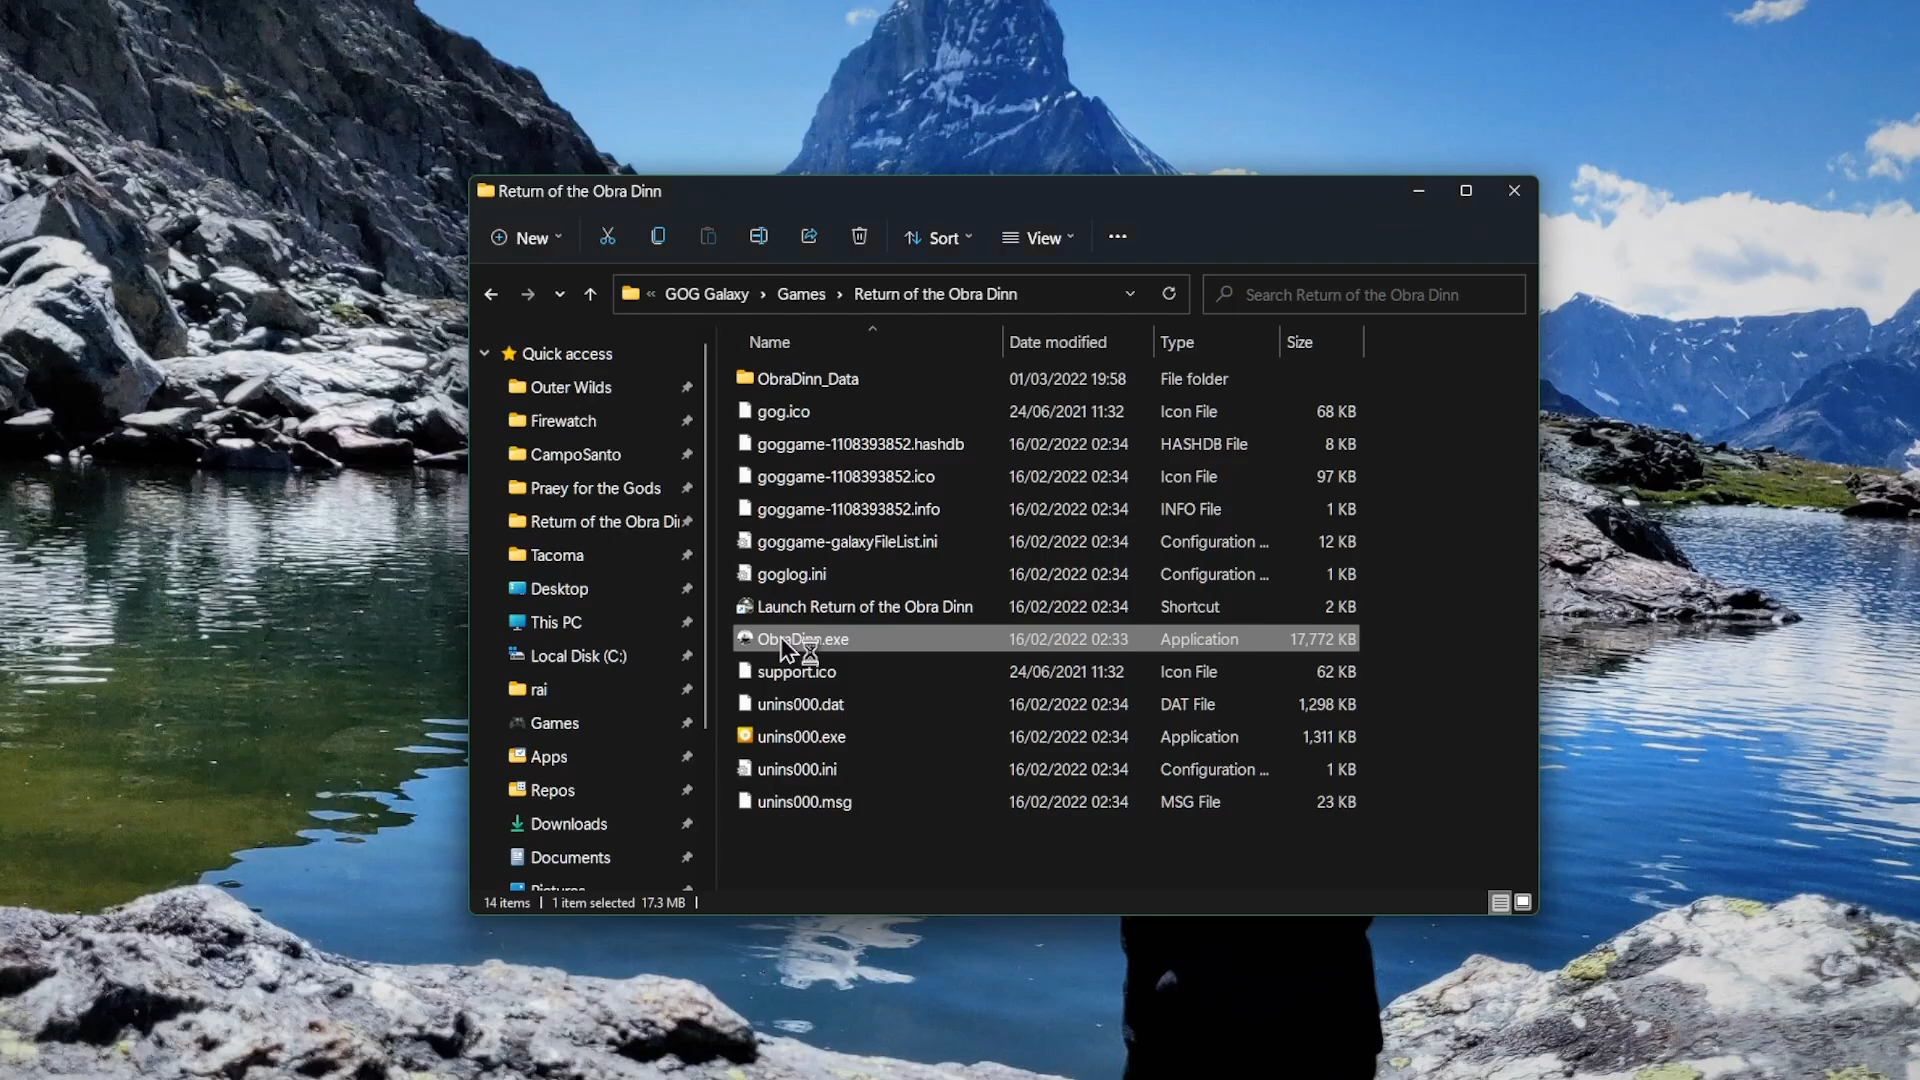 Return of the Obra Dinn
New
Sort
View
« GOG Galaxy › Games › Return of the Obra Dinn
Search Return of the Obra Dinn
Quick access
Outer Wilds
Firewatch
CampoSanto
Praey for the Gods
Return of the Obra Di
Tacoma
Desktop
This PC
Local Disk (C:)
rai
Games
Apps
Repos
Downloads
Documents
Pictures
Name Date modified Type Size
ObraDinn_Data 01/03/2022 19:58 File folder
gog.ico 24/06/2021 11:32 Icon File 68 KB
goggame-1108393852.hashdb 16/02/2022 02:34 HASHDB File 8 KB
goggame-1108393852.ico 16/02/2022 02:34 Icon File 97 KB
goggame-1108393852.info 16/02/2022 02:34 INFO File 1 KB
goggame-galaxyFileList.ini 16/02/2022 02:34 Configuration ... 12 KB
goglog.ini 16/02/2022 02:34 Configuration ... 1 KB
Launch Return of the Obra Dinn 16/02/2022 02:34 Shortcut 2 KB
ObraDinn.exe 16/02/2022 02:33 Application 17,772 KB
support.ico 24/06/2021 11:32 Icon File 62 KB
unins000.dat 16/02/2022 02:34 DAT File 1,298 KB
unins000.exe 16/02/2022 02:34 Application 1,311 KB
unins000.ini 16/02/2022 02:34 Configuration ... 1 KB
unins000.msg 16/02/2022 02:34 MSG File 23 KB
14 items | 1 item selected 17.3 MB |